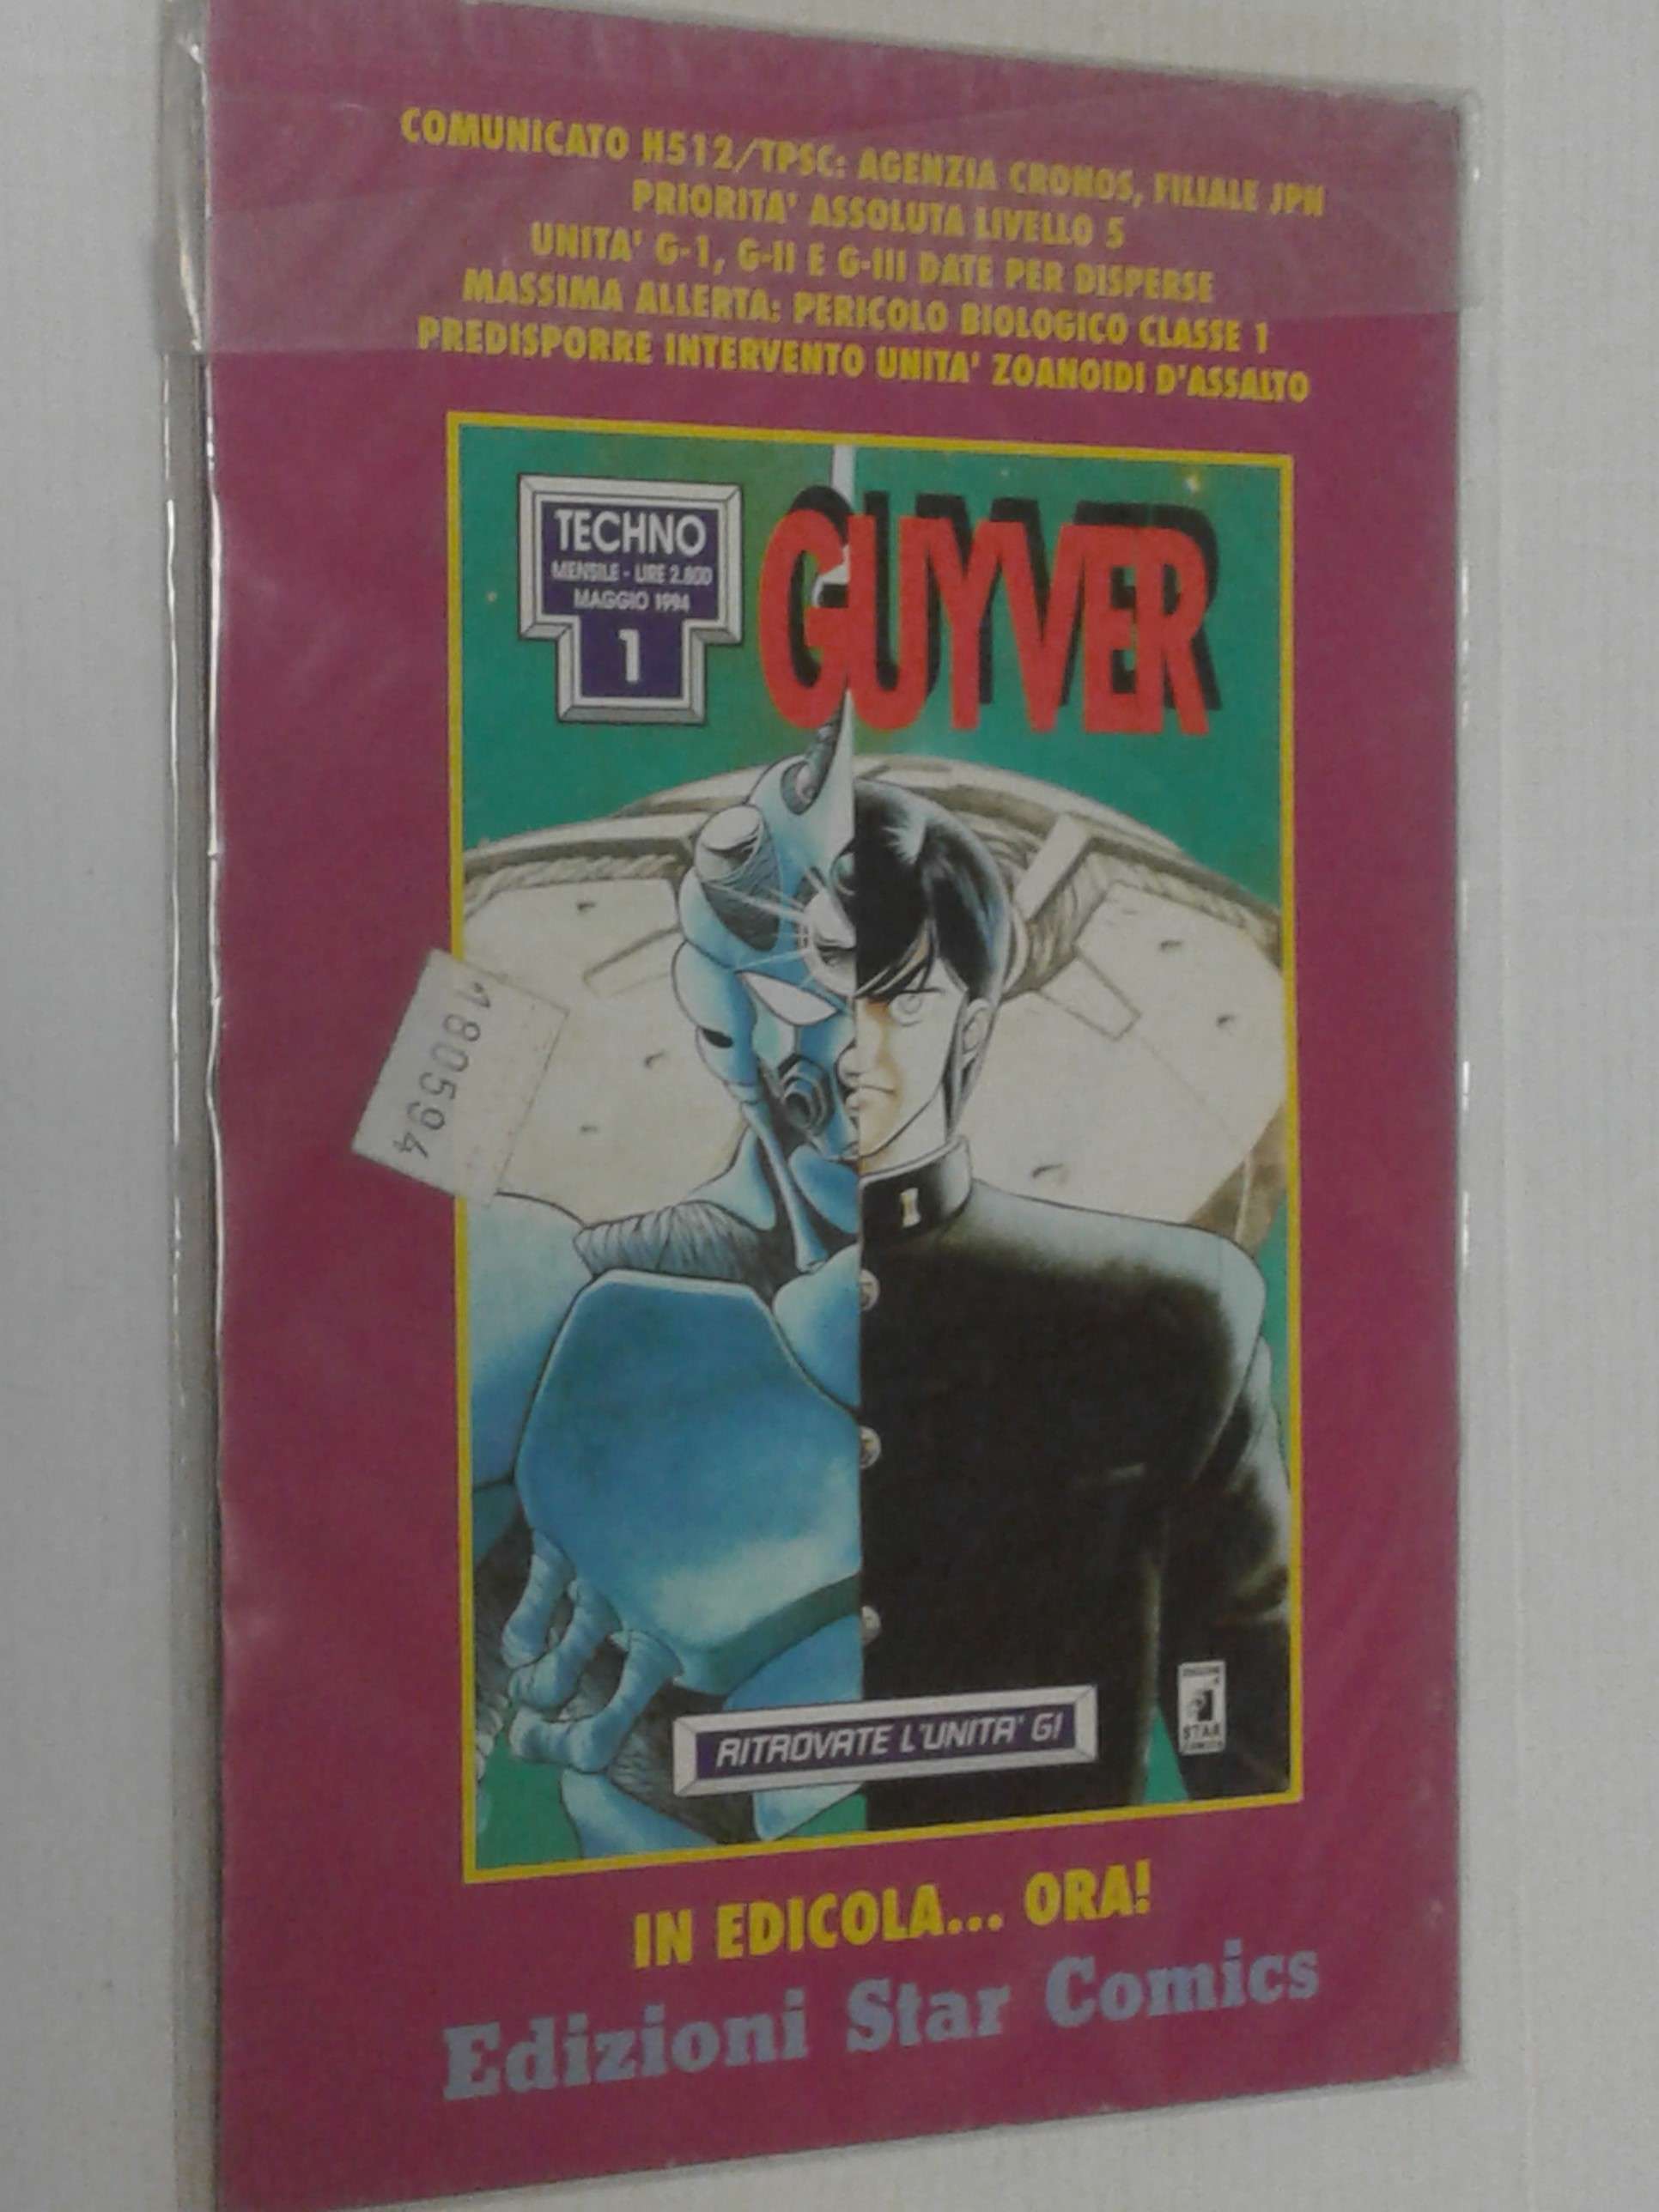 COMUNICATO H512/TPSC: AGENZIA CRONOS, FILIALE JPN
PRIORITA' ASSOLUTA LIVELLO 5
UNITA' G-1, G-II E G-III DATE PER DISPERSE
MASSIMA ALLERTA: PERICOLO BIOLOGICO CLASSE 1
PREDISPORRE INTERVENTO UNITA' ZOANOIDI D'ASSALTO
TECHNO
MENSILE - LIRE 2.800
MAGGIO 1994
1
GUYVER
180594
I
RITROVATE L'UNITA' G!
STAR
COMICS
IN EDICOLA... ORA!
Edizioni Star Comics